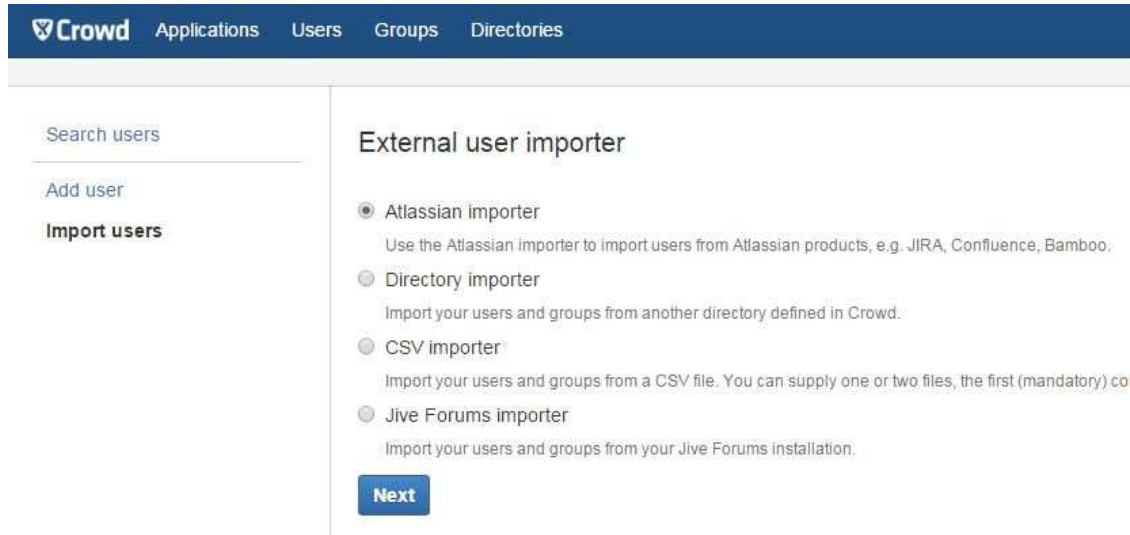 Crowd Applications Users Groups Directories
Search users
Add user
Import users
External user importer
Atlassian importer
Use the Atlassian importer to import users from Atlassian products, e.g. JIRA, Confluence, Bamboo.
Directory importer
Import your users and groups from another directory defined in Crowd.
CSV importer
Import your users and groups from a CSV file. You can supply one or two files, the first (mandatory) co
Jive Forums importer
Import your users and groups from your Jive Forums installation.
Next